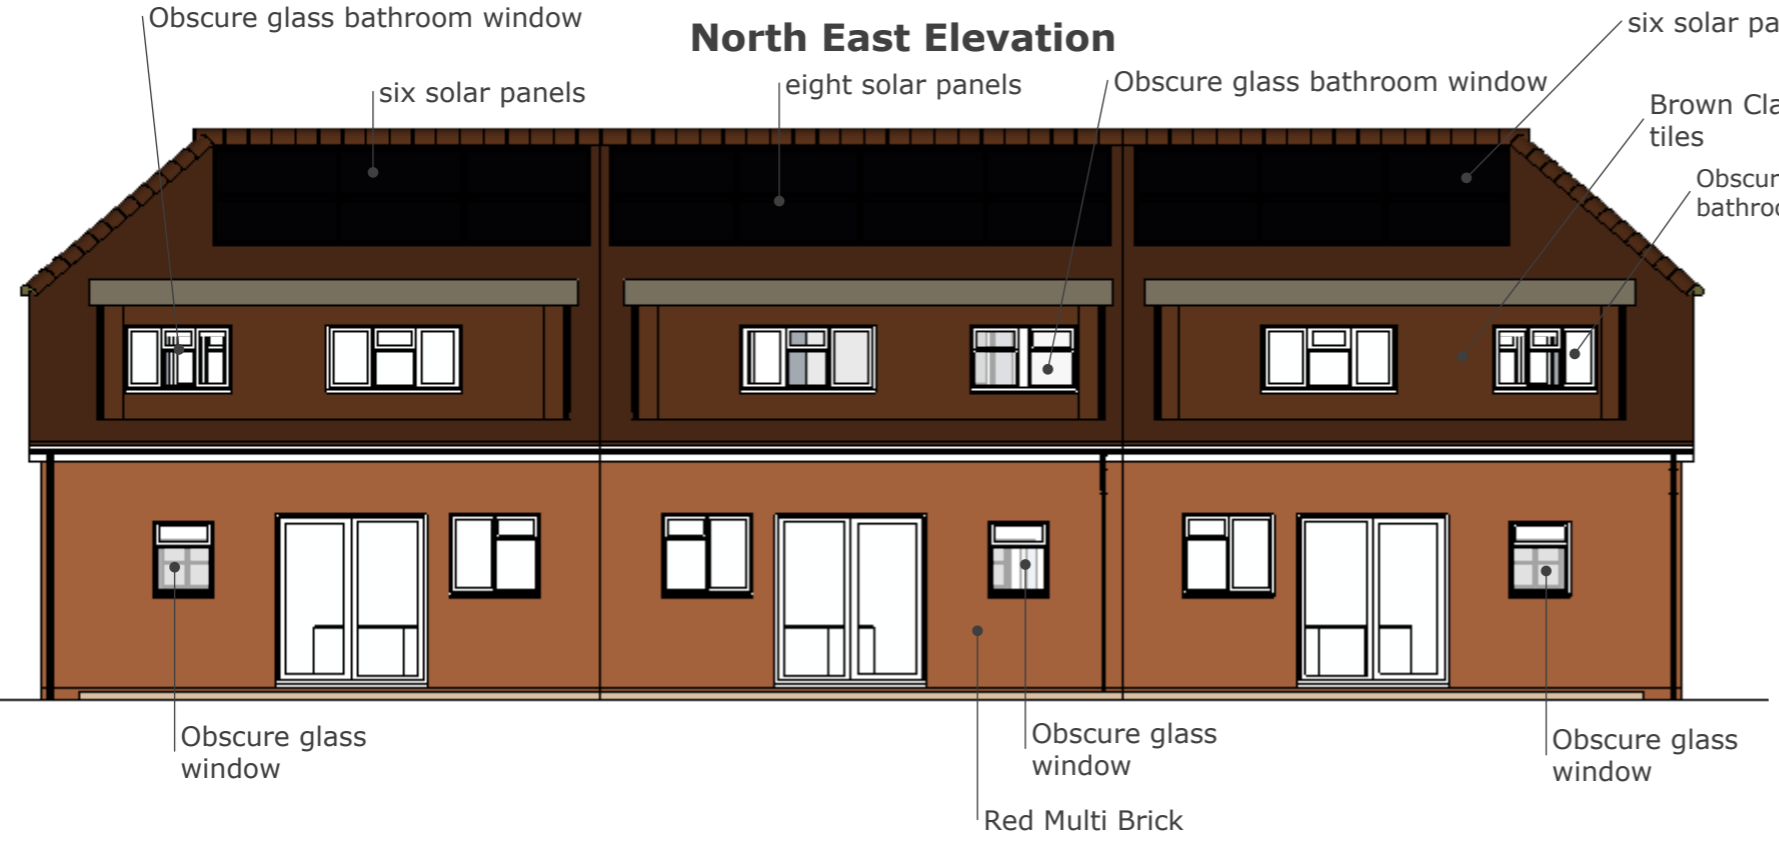 Obscure glass bathroom window
North East Elevation
six solar
six solar panels
eight solar panels
Obscure glass bathroom window
Brown
tiles
Obscure glass
window
Obscure glass
window
Obscure glass
window
Red Multi Brick